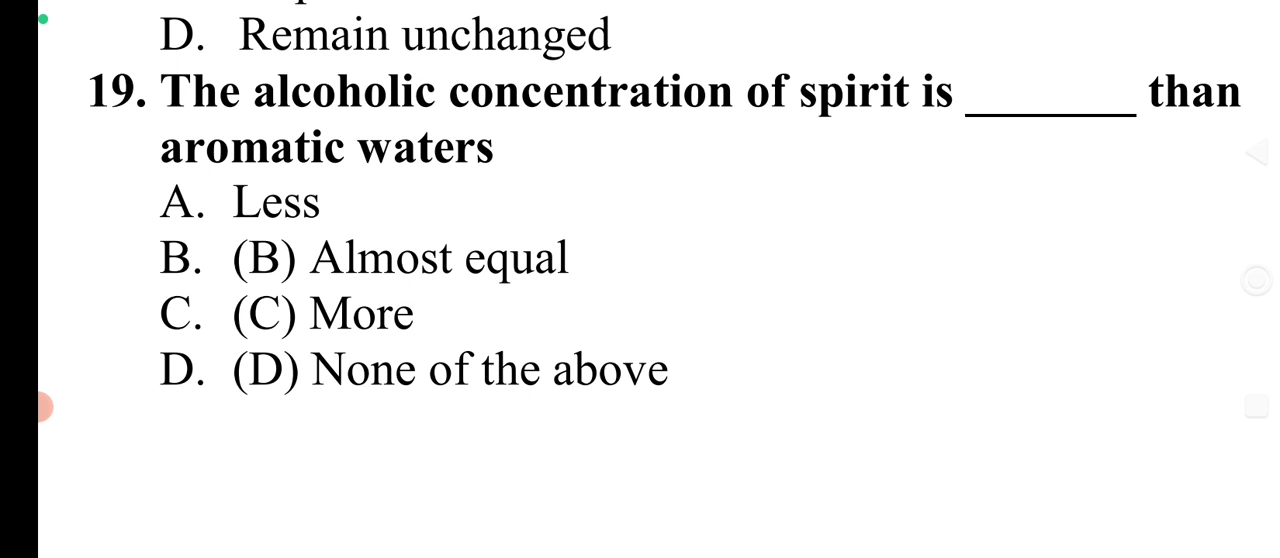 D. Remain unchanged
19. The alcoholic concentration of spirit is ________ than
aromatic waters
A. Less
B. (B) Almost equal
C. (C) More
D. (D) None of the above